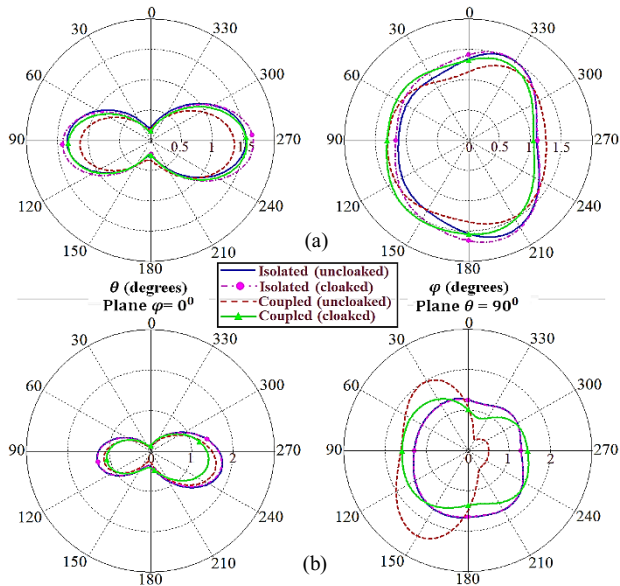 0 0
30 330 30 330
60 300 60 300
90 0.5 1 1.5 270 90 0 0.5 1 1.5 270
120 240 120 240
150 210 150 210
180 (a) 180
Isolated (uncloaked)
Isolated (cloaked)
Coupled (uncloaked)
Coupled (cloaked)
θ (degrees) φ (degrees)
Plane φ= 0⁰ Plane θ = 90⁰
0 0
30 330 30 330
60 300 60 300
90 0 1 2 270 90 0 1 2 270
120 240 120 240
150 210 150 210
180 (b) 180